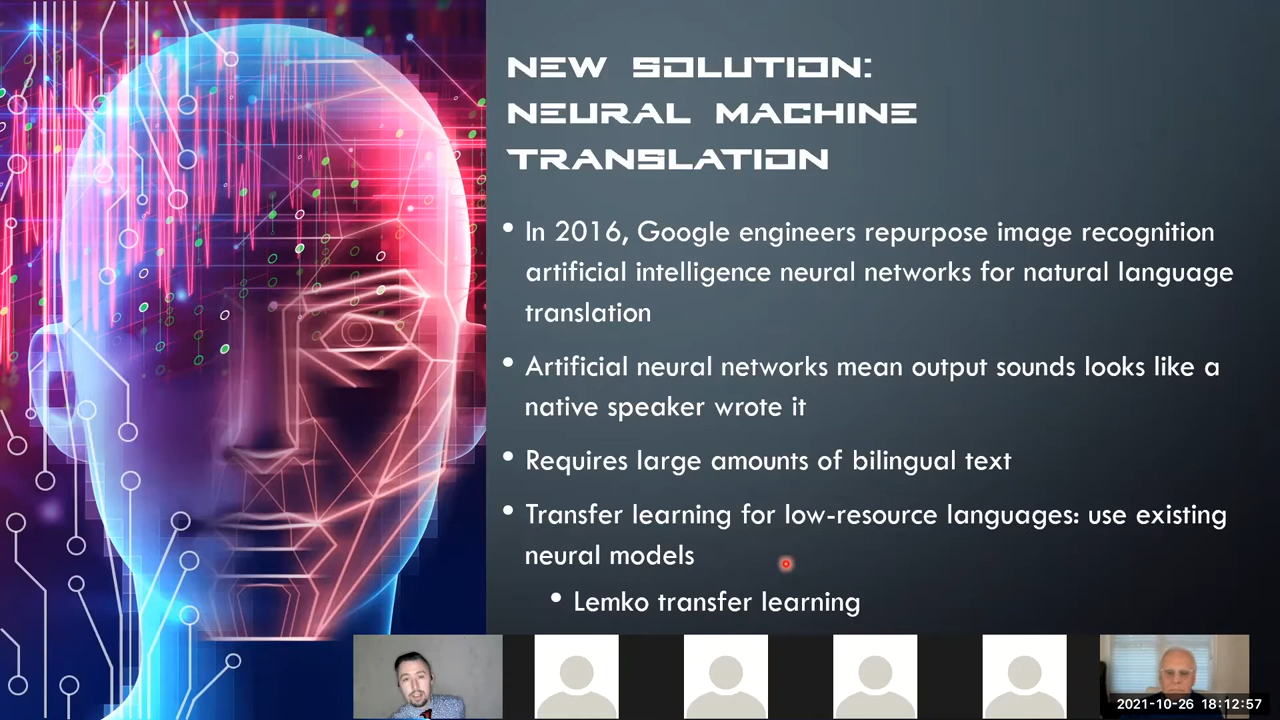 NEW SOLUTION:
NEURAL MACHINE
TRANSLATION
• In 2016, Google engineers repurpose image recognition
artificial intelligence neural networks for natural language
translation
• Artificial neural networks mean output sounds looks like a
native speaker wrote it
• Requires large amounts of bilingual text
• Transfer learning for low-resource languages: use existing
neural models
• Lemko transfer learning
2021-10-26 18:12:57